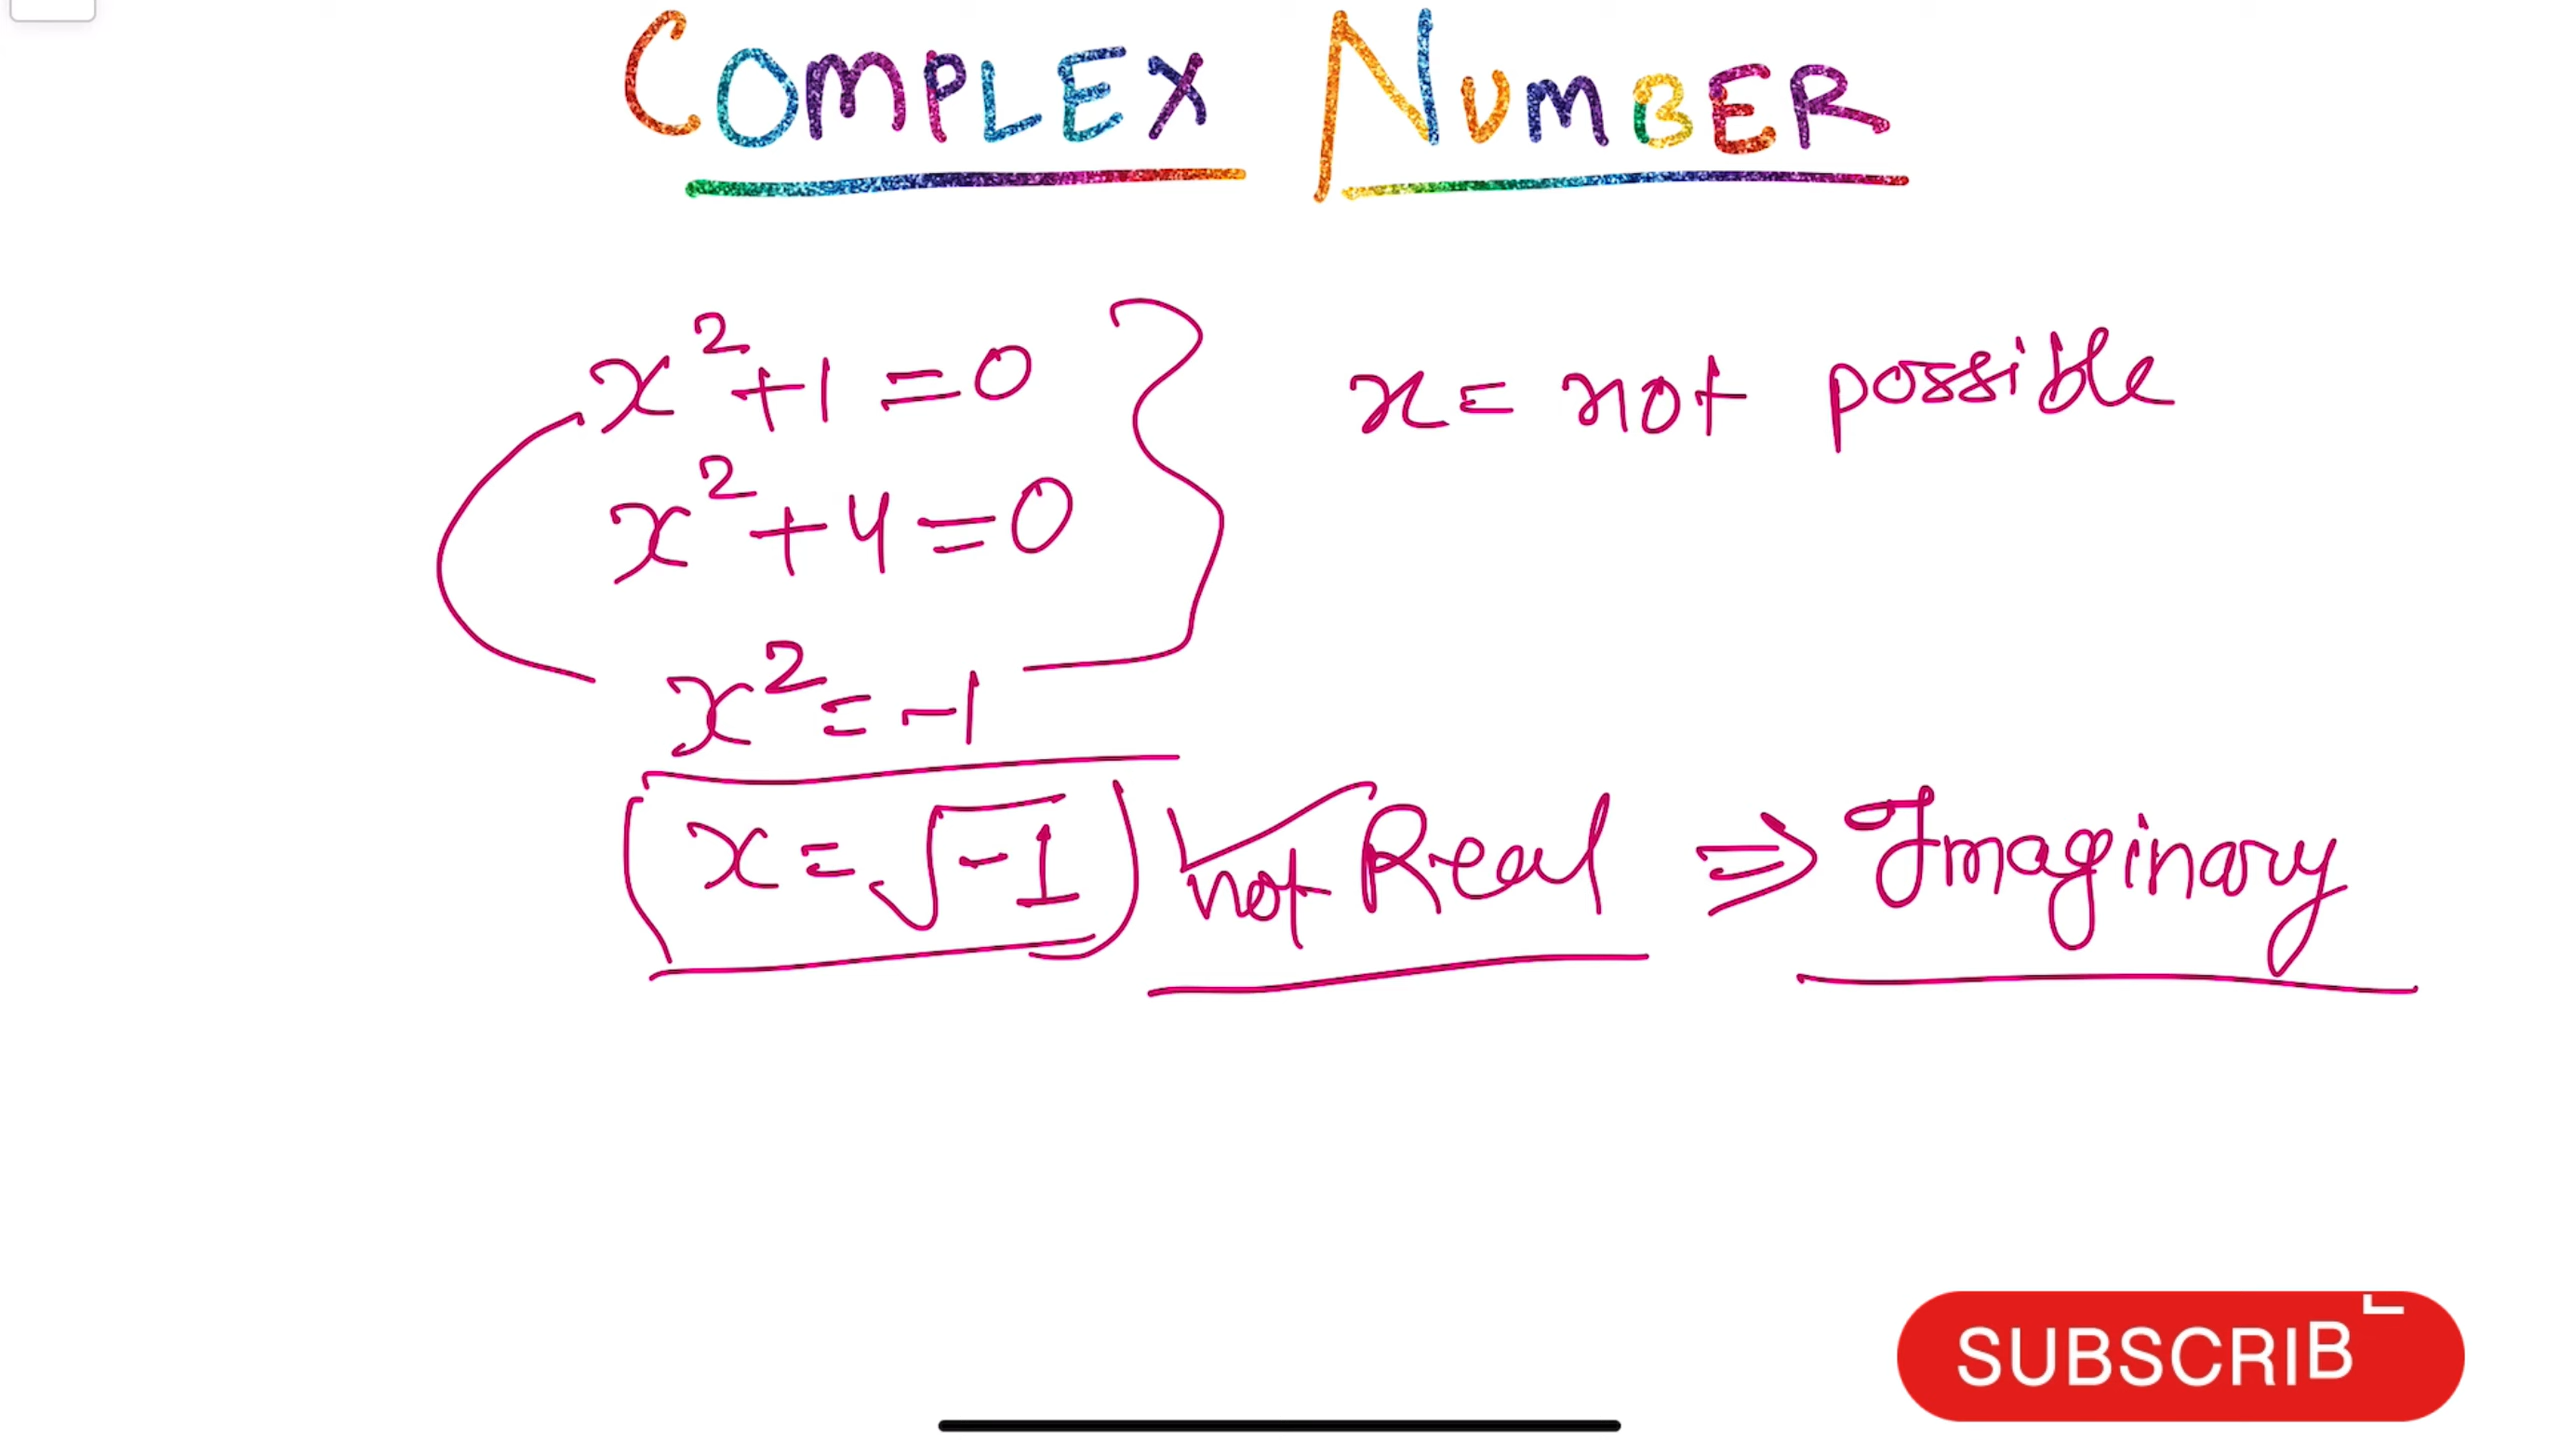 COMPLEX NUMBER
x²+1=0
x= not possible
x²+4=0
x²=-1
x=√-1 not Real ⇒ Imaginary
SUBSCRIB